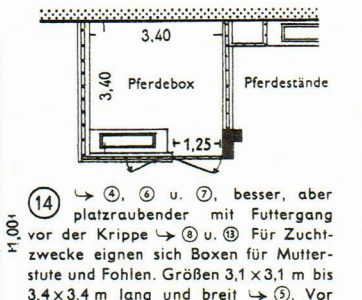 3,40
3,40
Pferdebox
Pferdestände
1,25
1,00
⑭ ↳ ④, ⑥ u. ⑦, besser, aber
platzraubender mit Futtergang
vor der Krippe ↳ ⑧ u. ⑬ Für Zucht-
zwecke eignen sich Boxen für Mutter-
stute und Fohlen. Größen 3,1 × 3,1 m bis
3,4 × 3,4 m lang und breit ↳ ⑤. Vor